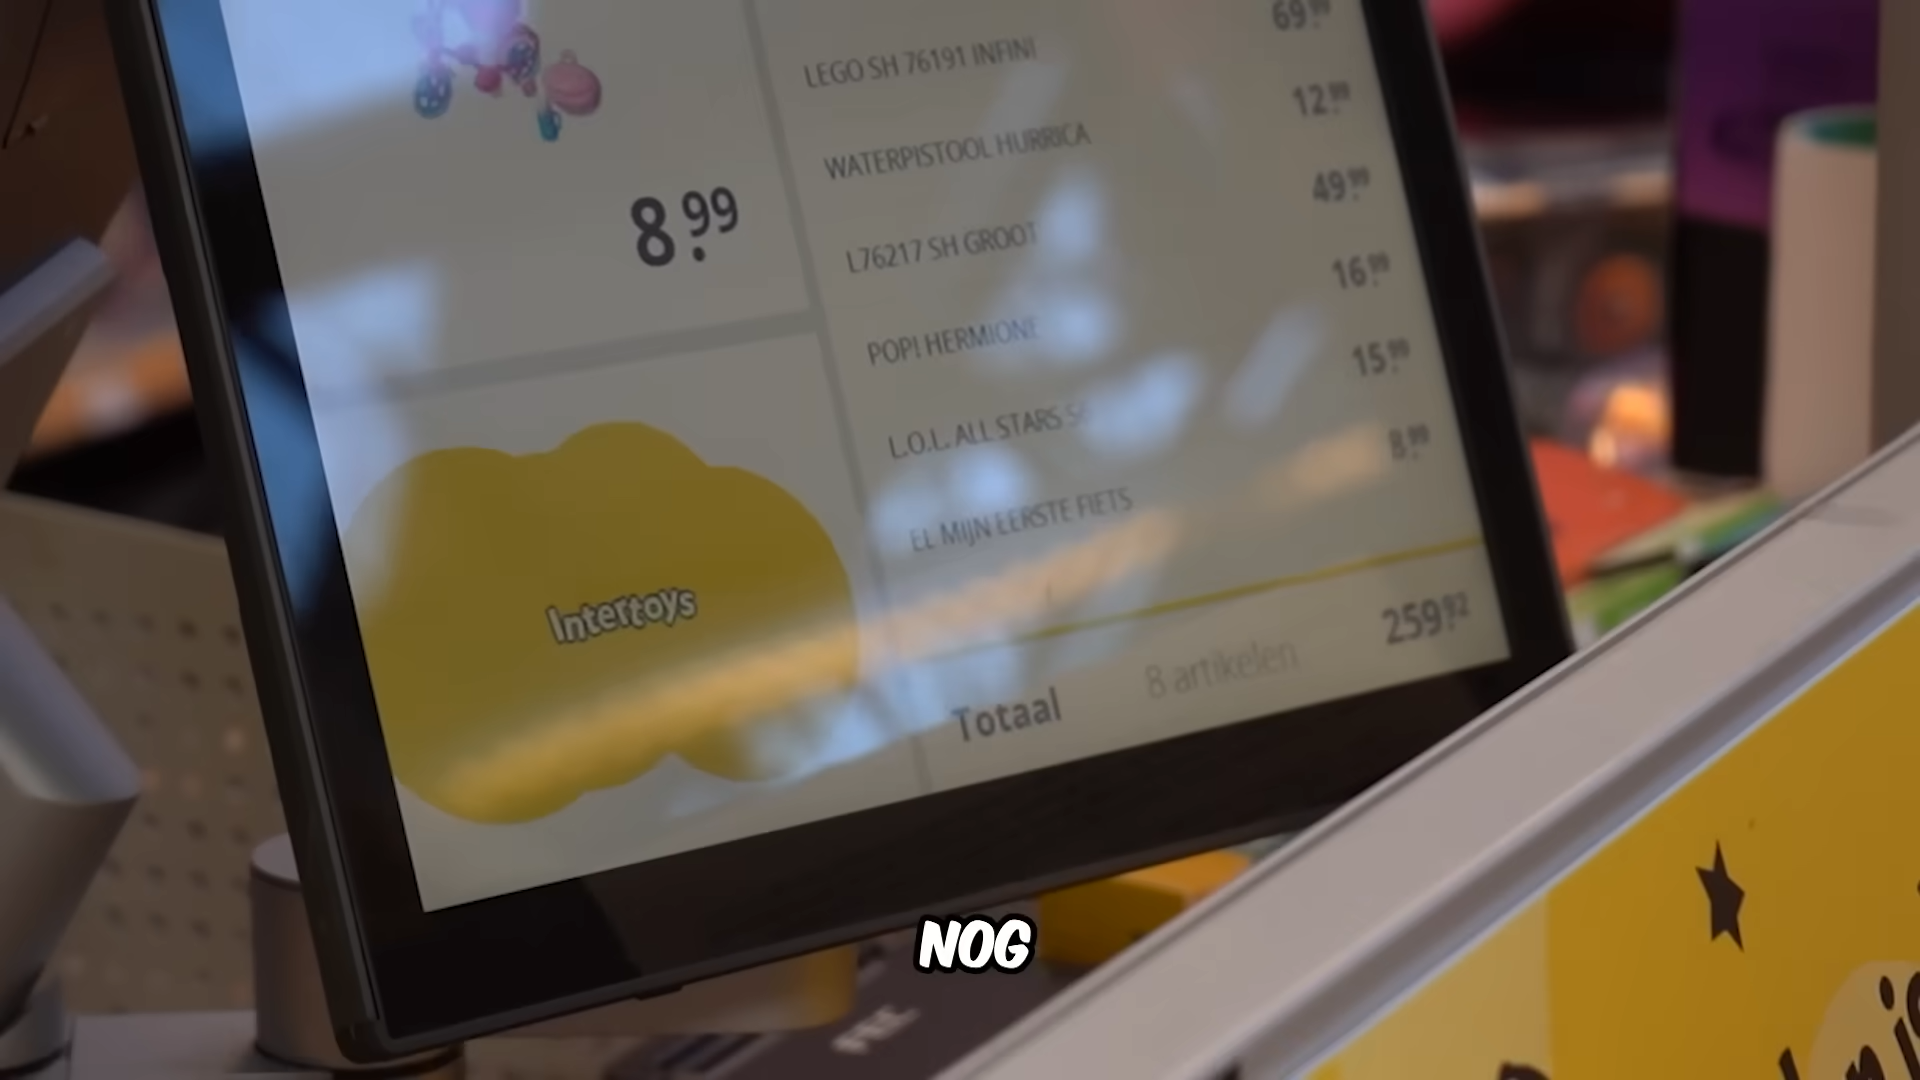 69.99
LEGO SH 76191 INFINI
12.99
WATERPISTOOL HURRICA
49.99
L76217 SH GROOT
16.99
POP! HERMIONE
15.99
L.O.L. ALL STARS S
8.99
EL MIJN EERSTE FIETS
8.99
Intertoys
Totaal 8 artikelen 259.92
NOG